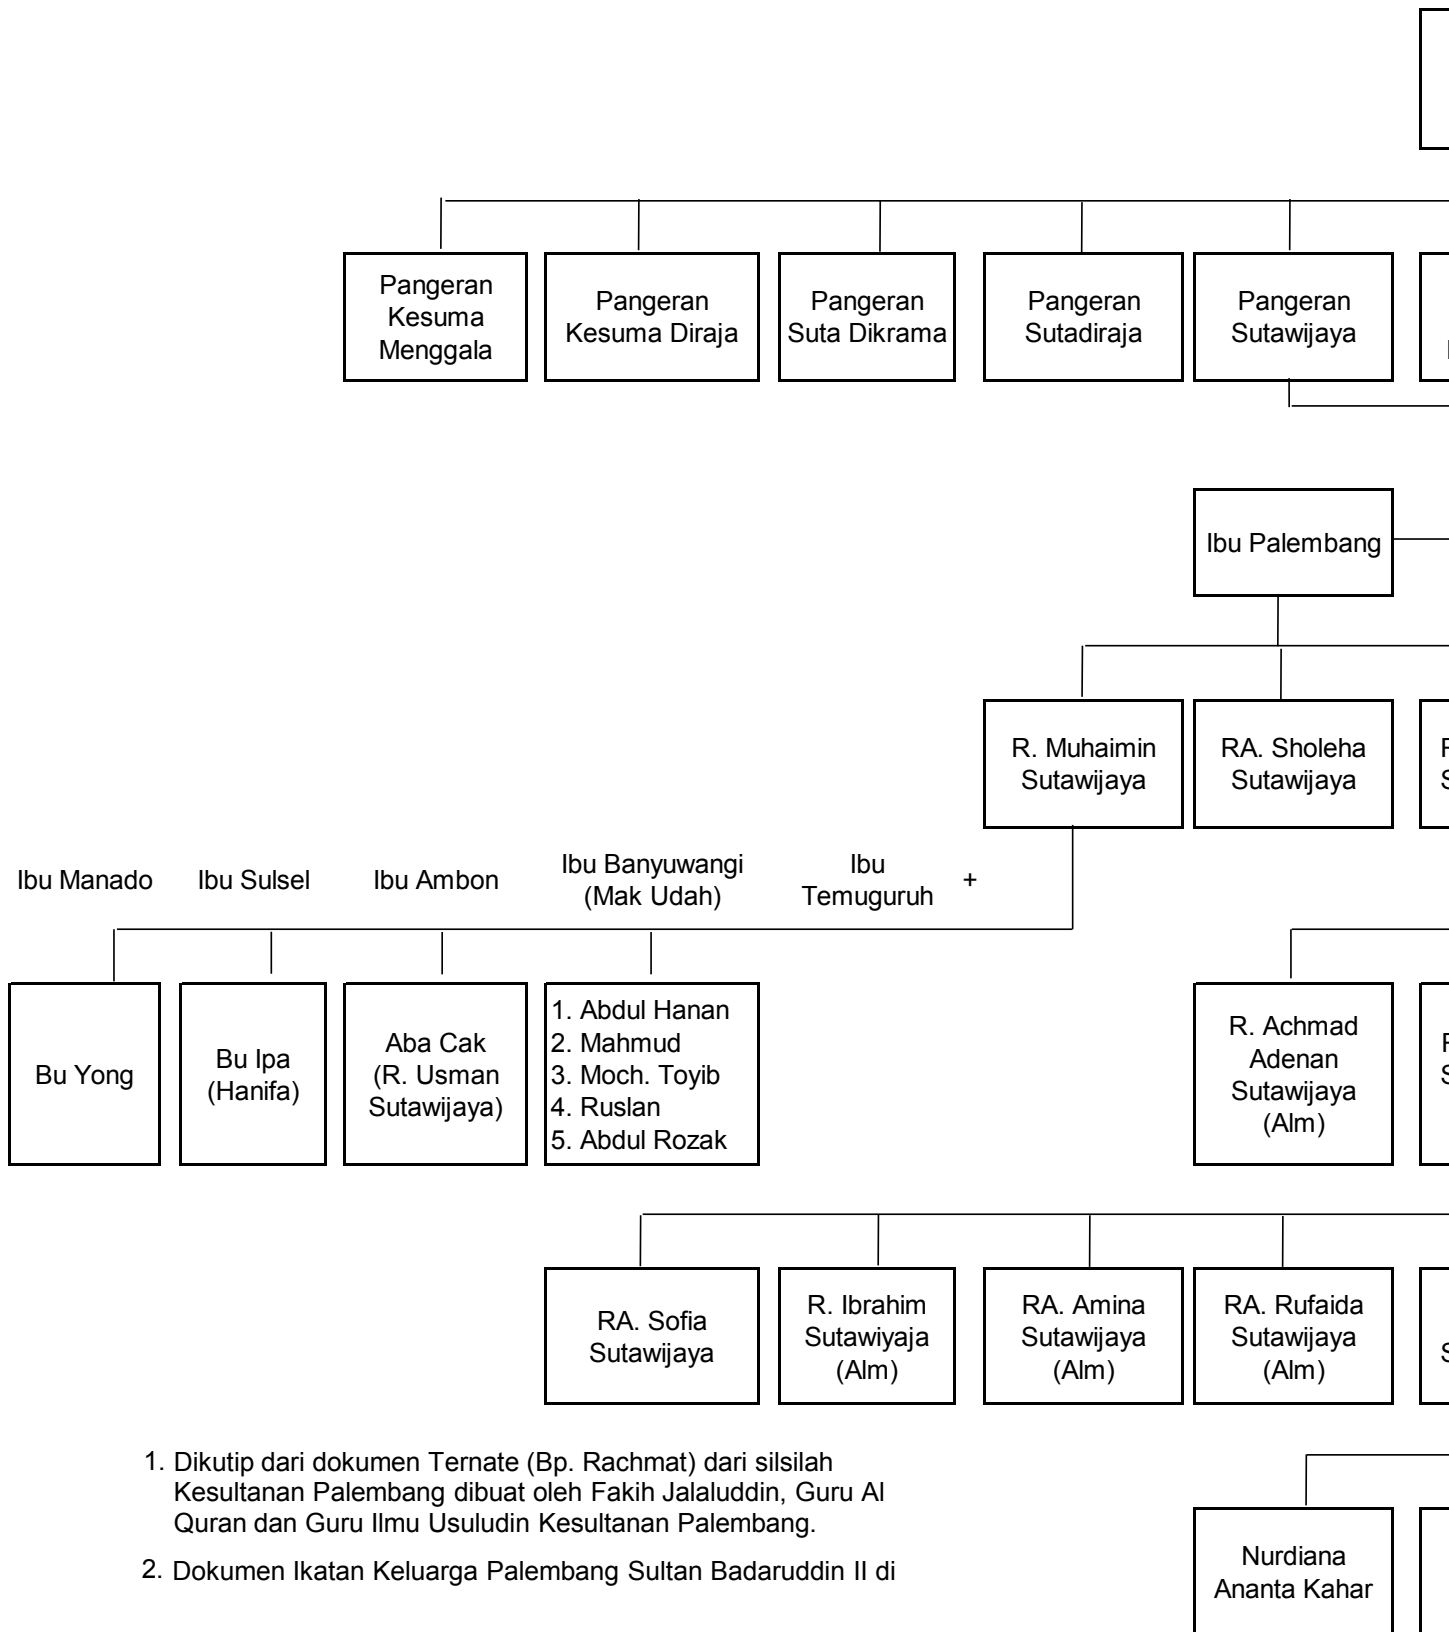 Pangeran
Kesuma
Menggala
Pangeran
Kesuma Diraja
Pangeran
Suta Dikrama
Pangeran
Sutadiraja
Pangeran
Sutawijaya
Ibu Palembang
R. Muhaimin
Sutawijaya
RA. Sholeha
Sutawijaya
Ibu Manado
Ibu Sulsel
Ibu Ambon
Ibu Banyuwangi
(Mak Udah)
Ibu
Temuguruh
+
Bu Yong
Bu Ipa
(Hanifa)
Aba Cak
(R. Usman
Sutawijaya)
1. Abdul Hanan
2. Mahmud
3. Moch. Toyib
4. Ruslan
5. Abdul Rozak
R. Achmad
Adenan
Sutawijaya
(Alm)
RA. Sofia
Sutawijaya
R. Ibrahim
Sutawiyaja
(Alm)
RA. Amina
Sutawijaya
(Alm)
RA. Rufaida
Sutawijaya
(Alm)
1. Dikutip dari dokumen Ternate (Bp. Rachmat) dari silsilah
Kesultanan Palembang dibuat oleh Fakih Jalaluddin, Guru Al
Quran dan Guru Ilmu Usuludin Kesultanan Palembang.
2. Dokumen Ikatan Keluarga Palembang Sultan Badaruddin II di
Nurdiana
Ananta Kahar